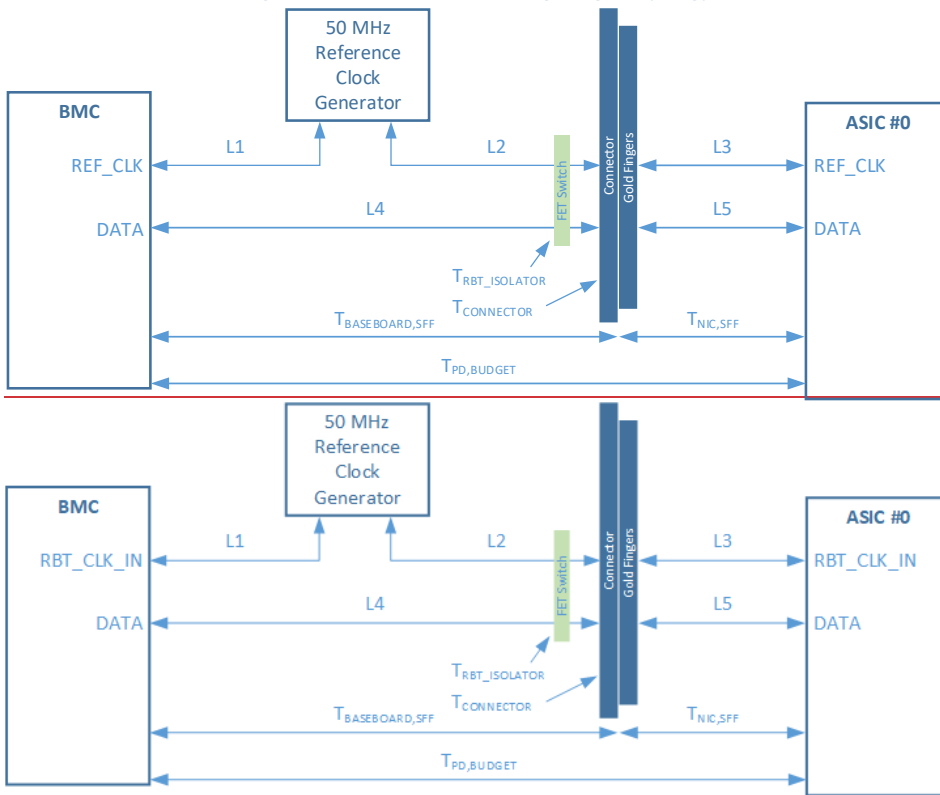 50 MHz
Reference
Clock
Generator
BMC
ASIC #0
L1
L2
L3
REF_CLK
REF_CLK
L4
L5
DATA
DATA
FET Switch
Connector
Gold Fingers
TRBT_ISOLATOR
TCONNECTOR
TBASEBOARD,SFF
TNIC,SFF
TPD,BUDGET
50 MHz
Reference
Clock
Generator
BMC
ASIC #0
L1
L2
L3
RBT_CLK_IN
RBT_CLK_IN
L4
L5
DATA
DATA
FET Switch
Connector
Gold Fingers
TRBT_ISOLATOR
TCONNECTOR
TBASEBOARD,SFF
TNIC,SFF
TPD,BUDGET